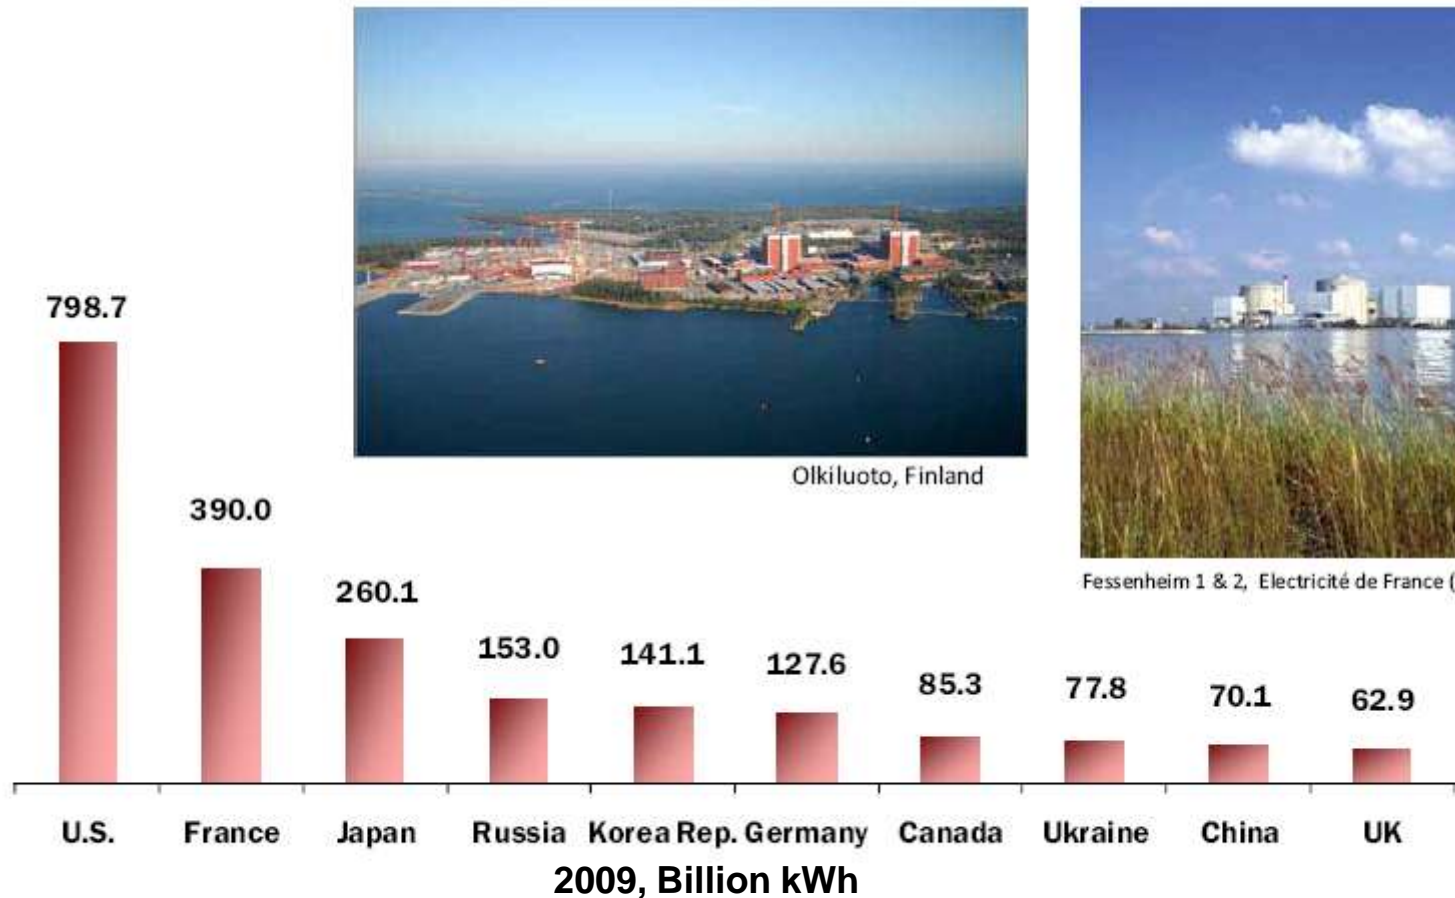 798.7
390.0
260.1
153.0
141.1
127.6
85.3
77.8
70.1
62.9
Olkiluoto, Finland
Fessenheim 1 & 2, Electricité de France (
U.S. France Japan Russia Korea Rep. Germany Canada Ukraine China UK
2009, Billion kWh